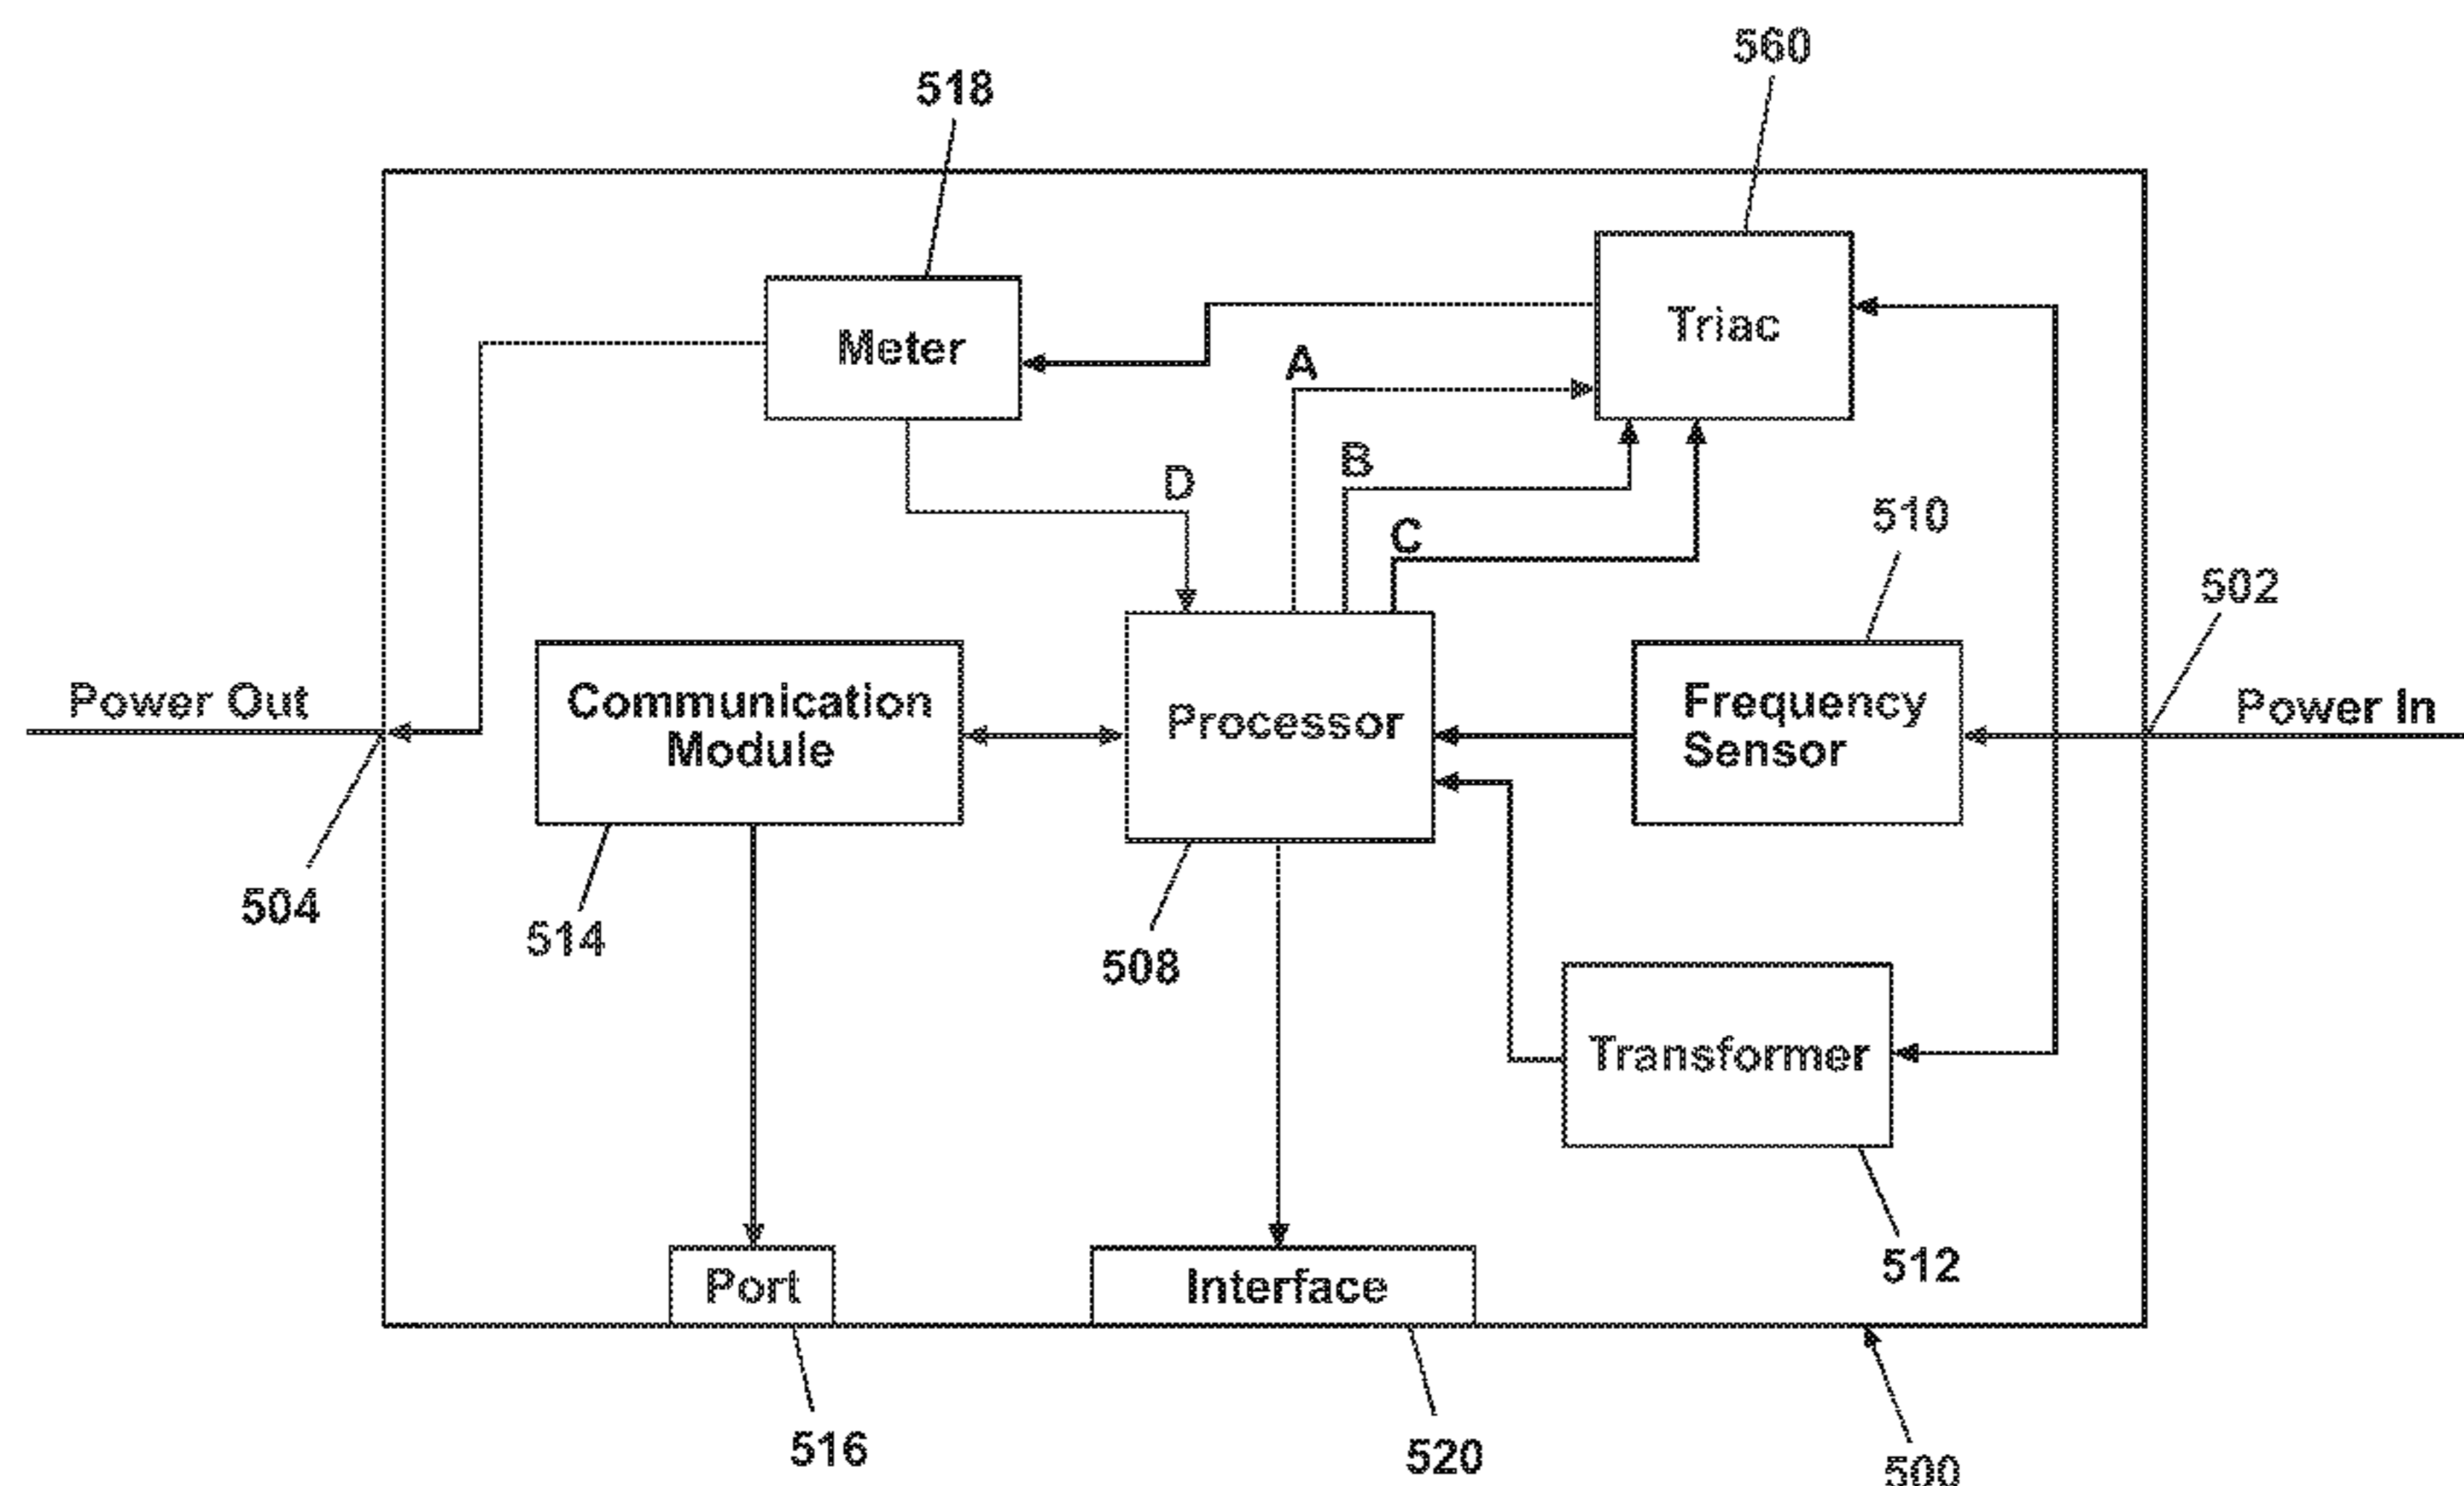 560
518
Triac
Meter
A
B
D
510
C
502
Power Out
Communication
Module
Processor
Frequency
Sensor
Power In
504
514
508
Transformer
512
Port
Interface
516
520
500